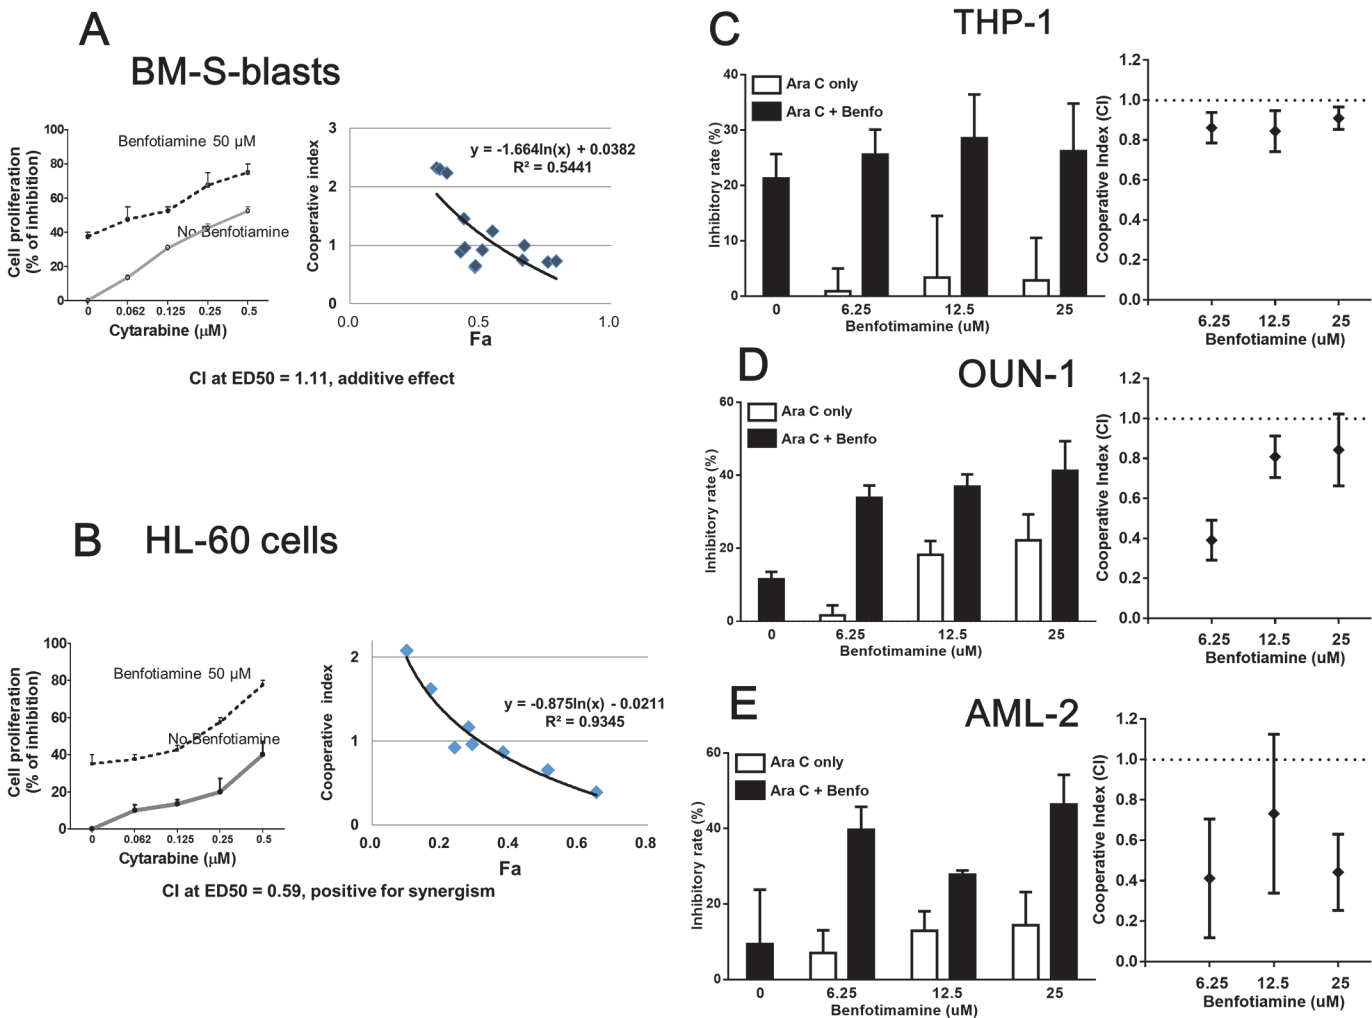 A
BM-S-blasts
Cell proliferation
(% of inhibition)
100
80
60
40
20
0
Benfotiamine 50 µM
No Benfotiamine
0 0.062 0.125 0.25 0.5
Cytarabine (µM)
Cooperative index
3
2
1
0
y = -1.664ln(x) + 0.0382
R² = 0.5441
0.0 0.5 1.0
Fa
CI at ED50 = 1.11, additive effect
B
HL-60 cells
Cell proliferation
(% of inhibition)
100
80
60
40
20
0
Benfotiamine 50 µM
No Benfotiamine
0 0.062 0.125 0.25 0.5
Cytarabine (µM)
Cooperative index
2
1
0
y = -0.875ln(x) - 0.0211
R² = 0.9345
0.0 0.2 0.4 0.6 0.8
Fa
CI at ED50 = 0.59, positive for synergism
C
THP-1
Inhibitory rate (%)
40
30
20
10
0
Ara C only
Ara C + Benfo
0 6.25 12.5 25
Benfotimamine (uM)
Cooperative Index (CI)
1.2
1.0
0.8
0.6
0.4
0.2
0.0
6.25 12.5 25
Benfotiamine (uM)
D
OUN-1
Inhibitory rate (%)
60
40
20
0
Ara C only
Ara C + Benfo
0 6.25 12.5 25
Benfotimamine (uM)
Cooperative Index (CI)
1.2
1.0
0.8
0.6
0.4
0.2
0.0
6.25 12.5 25
Benfotiamine (uM)
E
AML-2
Inhibitory rate (%)
60
40
20
0
Ara C only
Ara C + Benfo
0 6.25 12.5 25
Benfotimamine (uM)
Cooperative Index (CI)
1.2
1.0
0.8
0.6
0.4
0.2
0.0
6.25 12.5 25
Benfotiamine (uM)